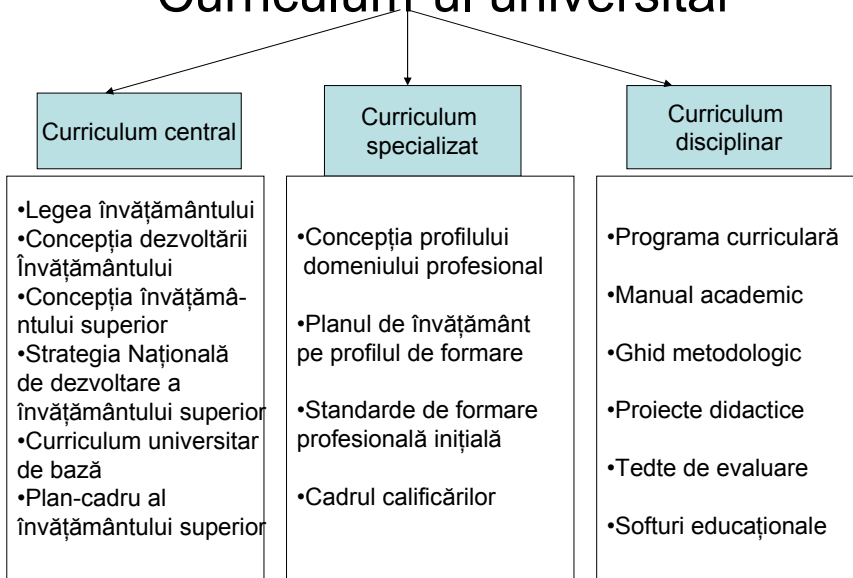 Curriculum-ul universitar
Curriculum central
•Legea învățământului
•Concepția dezvoltării
Învățământului
•Concepția învățămâ-
ntului superior
•Strategia Națională
de dezvoltare a
învățământului superior
•Curriculum universitar
de bază
•Plan-cadru al
învățământului superior
Curriculum
specializat
•Concepția profilului
domeniului profesional
•Planul de învățământ
pe profilul de formare
•Standarde de formare
profesională inițială
•Cadrul calificărilor
Curriculum
disciplinar
•Programa curriculară
•Manual academic
•Ghid metodologic
•Proiecte didactice
•Tedte de evaluare
•Softuri educaționale